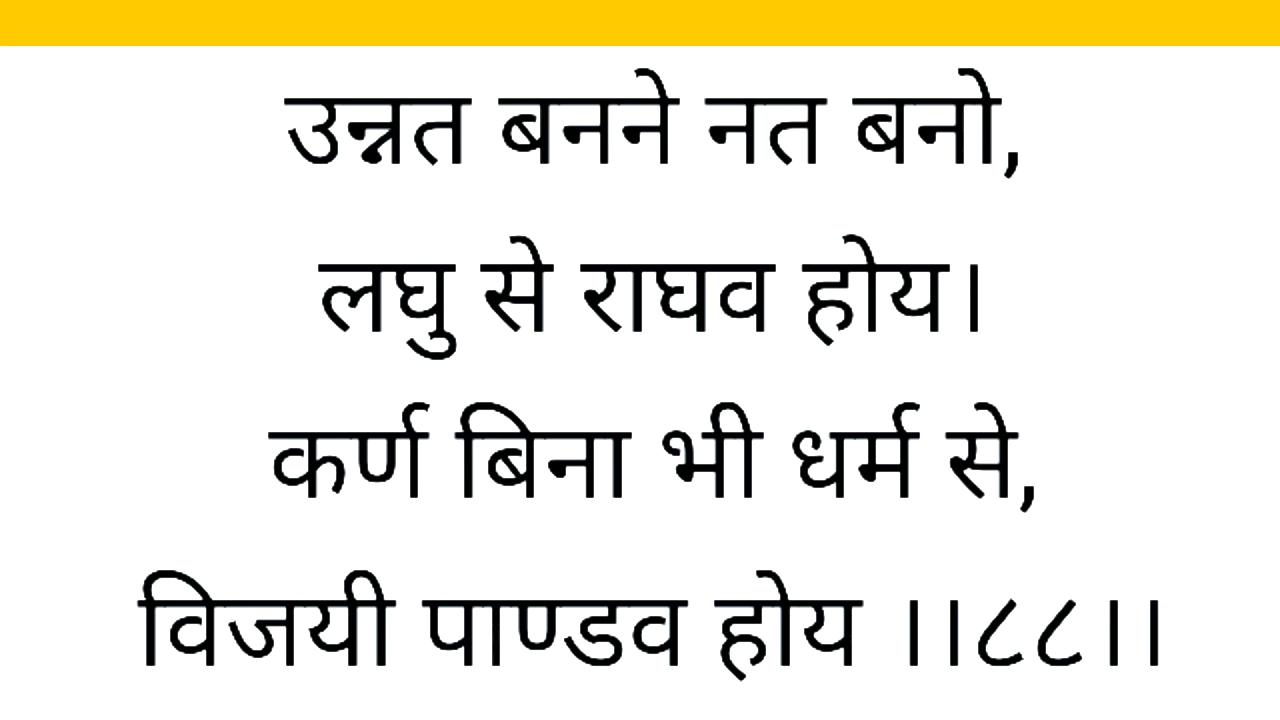 उन्नत बनने नत बनो,
लघु से राघव होय।
कर्ण बिना भी धर्म से,
विजयी पाण्डव होय ।।८८।।